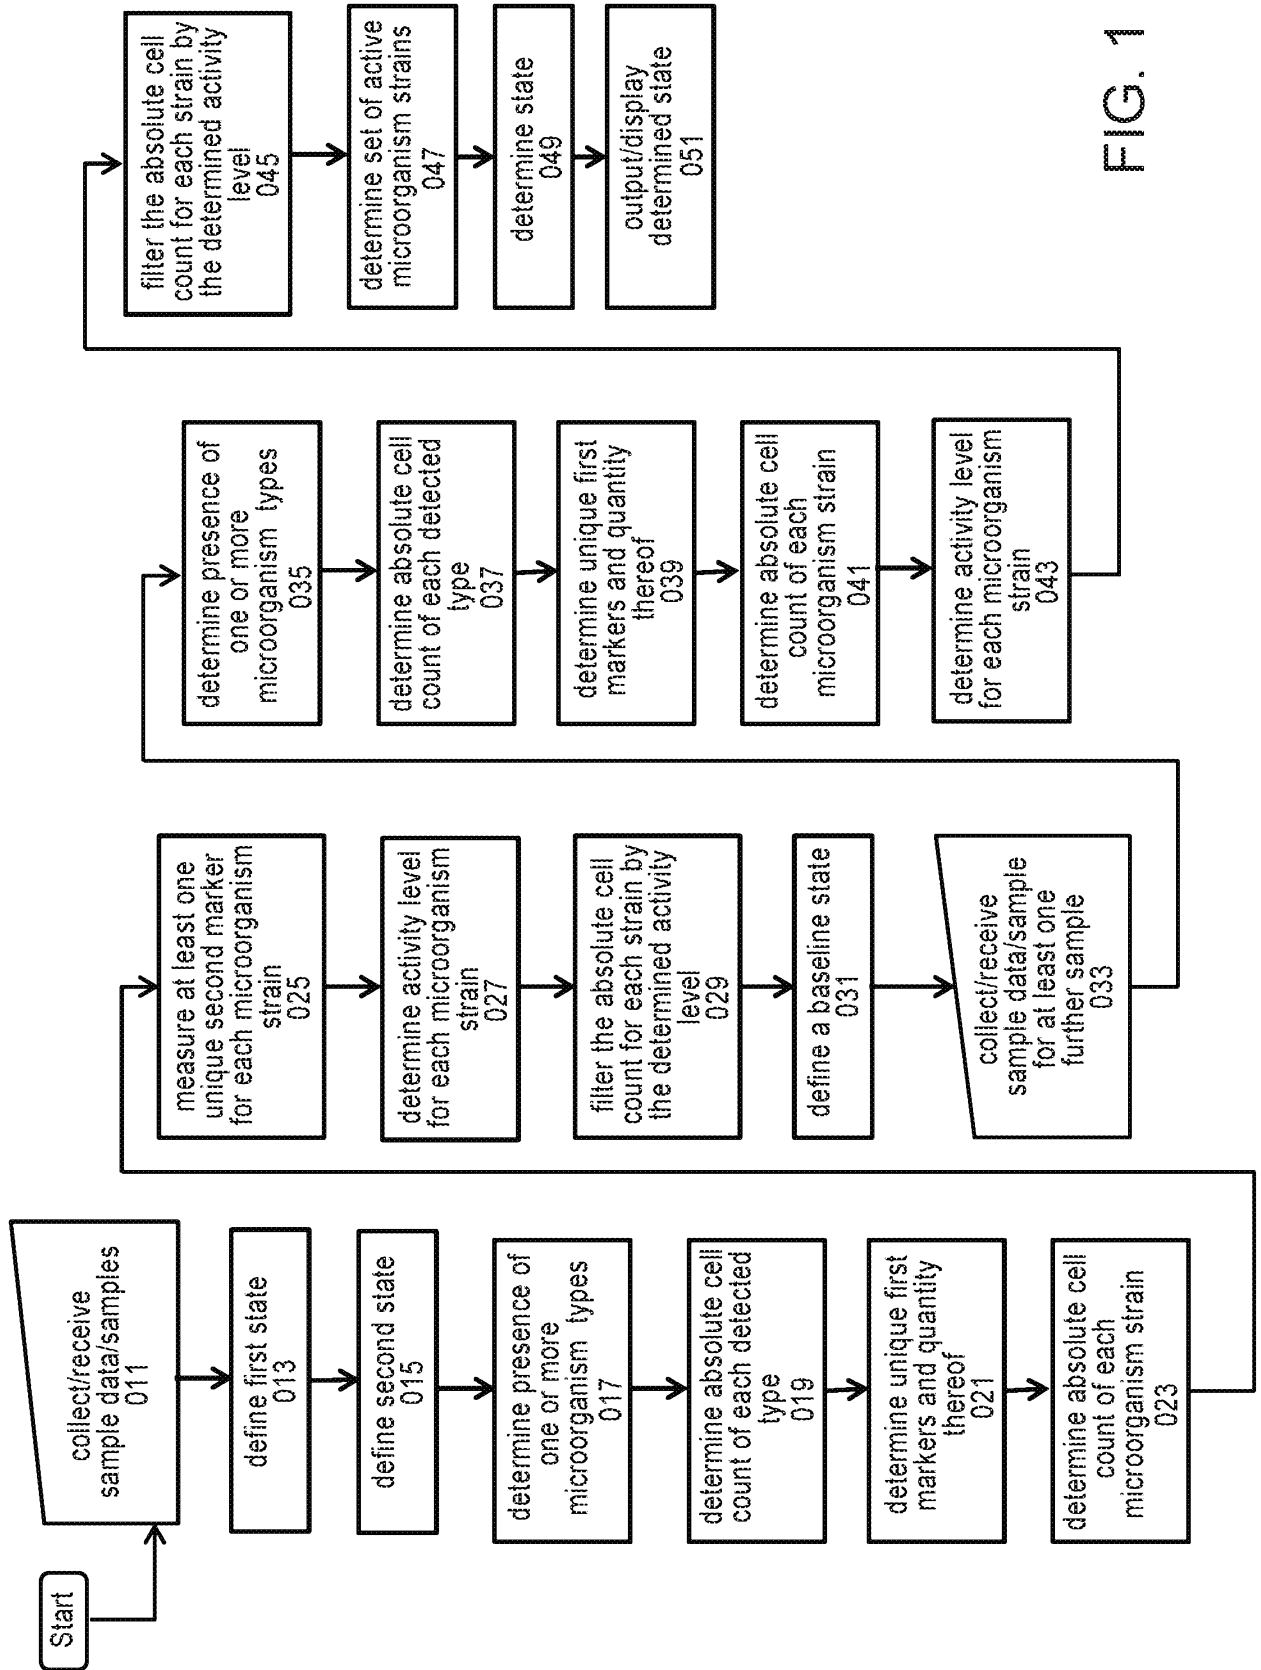 Start
collect/receive
sample data/samples
011
define first state
013
define second state
015
determine presence of
one or more
microorganism types
017
determine absolute cell
count of each detected
type
019
determine unique first
markers and quantity
thereof
021
determine absolute cell
count of each
microorganism strain
023
measure at least one
unique second marker
for each microorganism
strain
025
determine activity level
for each microorganism
strain
027
filter the absolute cell
count for each strain by
the determined activity
level
029
define a baseline state
031
collect/receive
sample data/sample
for at least one
further sample
033
determine presence of
one or more
microorganism types
035
determine absolute cell
count of each detected
type
037
determine unique first
markers and quantity
thereof
039
determine absolute cell
count of each
microorganism strain
041
determine activity level
for each microorganism
strain
043
filter the absolute cell
count for each strain by
the determined activity
level
045
determine set of active
microorganism strains
047
determine state
049
output/display
determined state
051
FIG. 1